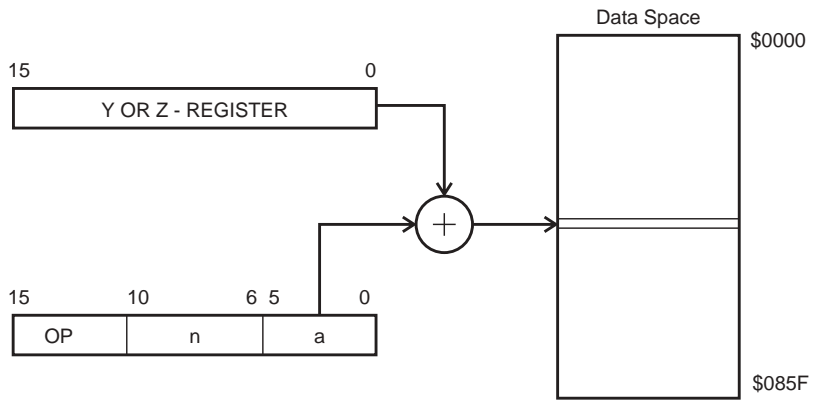 Data Space
$0000
15 0
Y OR Z - REGISTER
15 10 6 5 0
OP n a
$085F